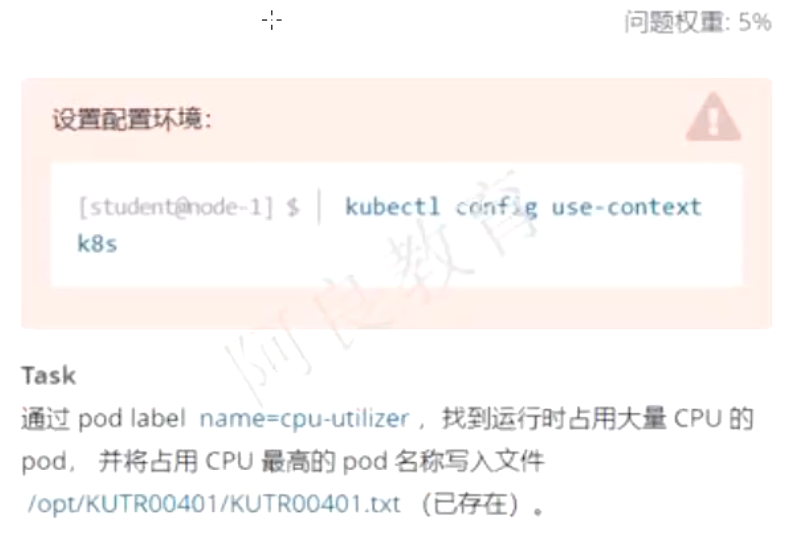 问题权重: 5%
设置配置环境:
[student@node-1] $ | kubectl config use-context
k8s
阿良教育
Task
通过 pod label name=cpu-utilizer ，找到运行时占用大量 CPU 的
pod， 并将占用 CPU 最高的 pod 名称写入文件
/opt/KUTR00401/KUTR00401.txt （已存在）。